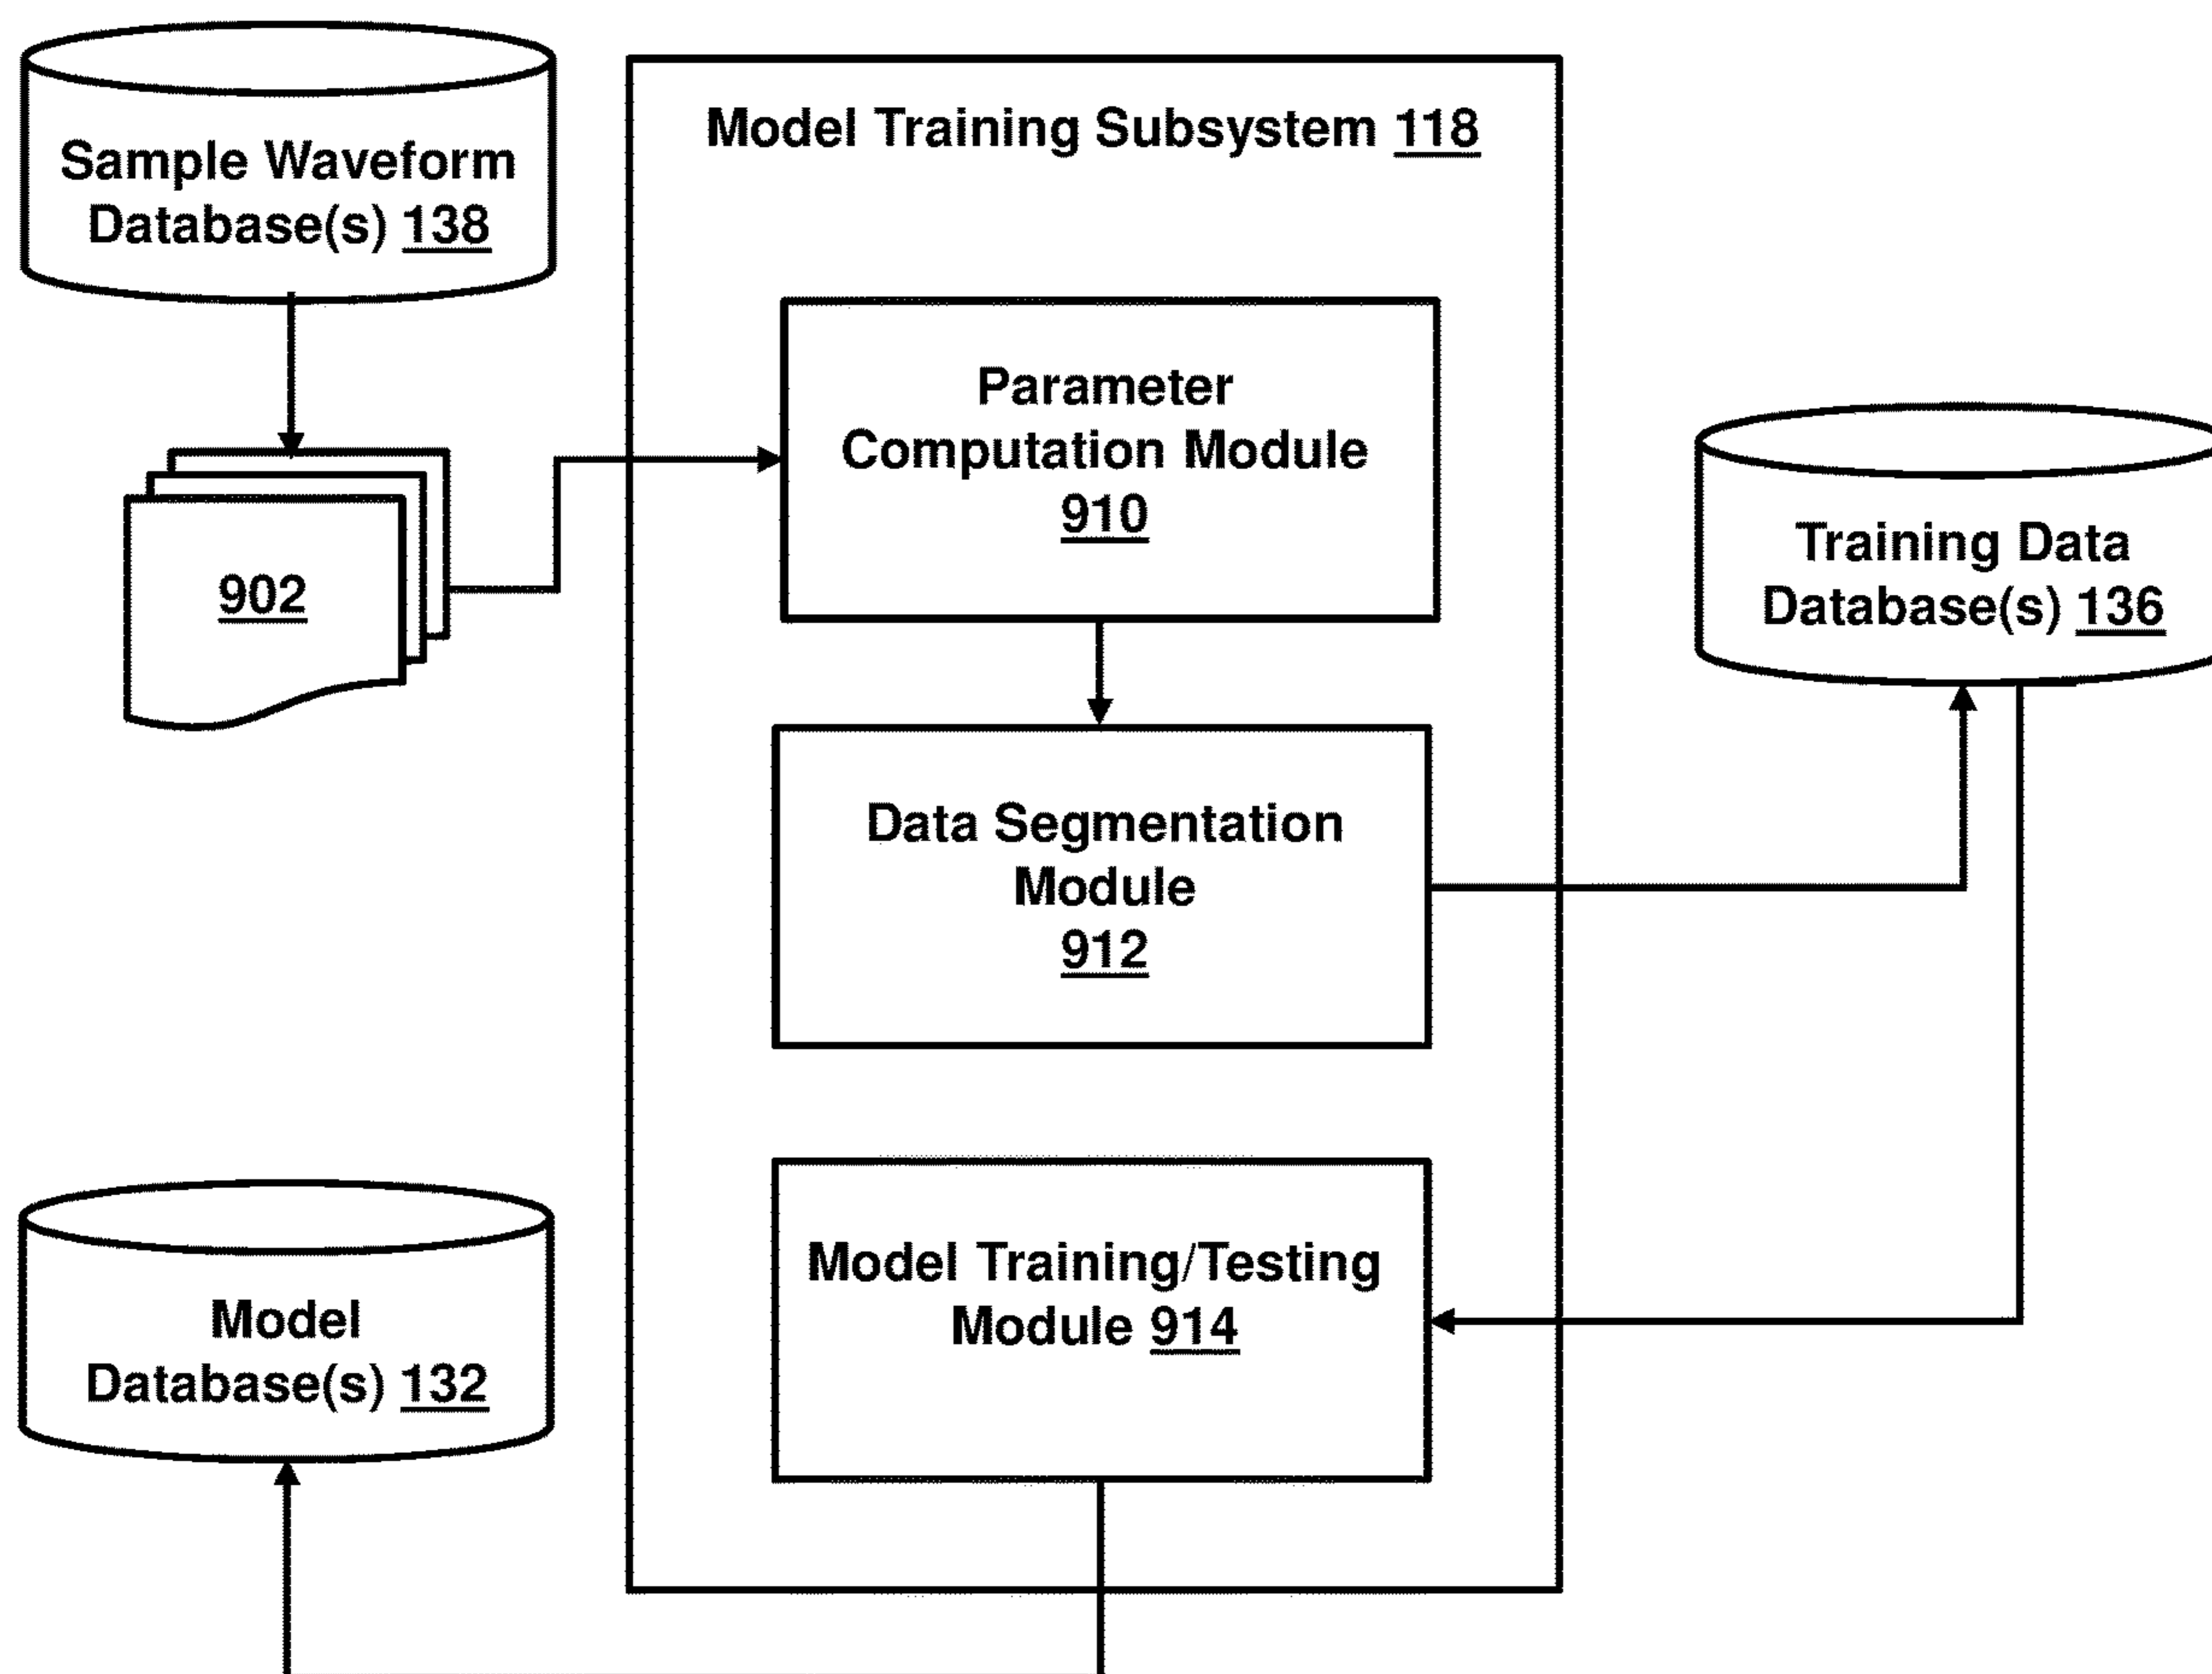 Sample Waveform
Database(s) 138
902
Model Training Subsystem 118
Parameter
Computation Module
910
Data Segmentation
Module
912
Model Training/Testing
Module 914
Training Data
Database(s) 136
Model
Database(s) 132